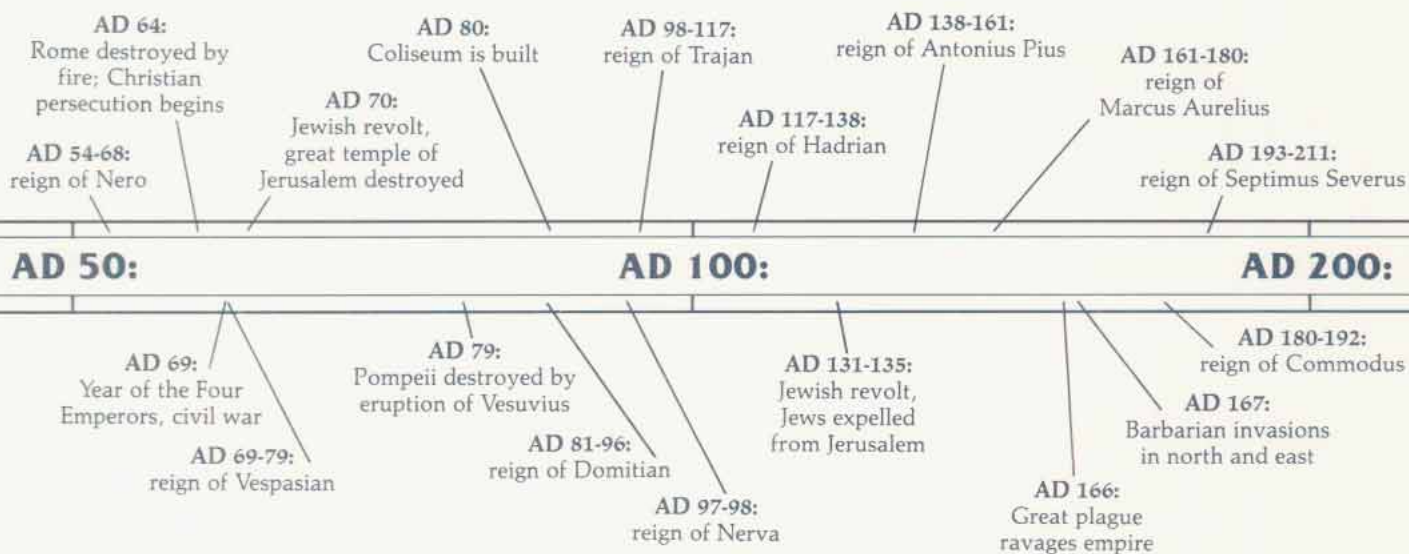 AD 64:
Rome destroyed by
fire; Christian
persecution begins
AD 54-68:
reign of Nero
AD 70:
Jewish revolt,
great temple of
Jerusalem destroyed
AD 80:
Coliseum is built
AD 98-117:
reign of Trajan
AD 117-138:
reign of Hadrian
AD 138-161:
reign of Antonius Pius
AD 161-180:
reign of
Marcus Aurelius
AD 193-211:
reign of Septimus Severus
AD 50:
AD 100:
AD 200:
AD 69:
Year of the Four
Emperors, civil war
AD 69-79:
reign of Vespasian
AD 79:
Pompeii destroyed by
eruption of Vesuvius
AD 81-96:
reign of Domitian
AD 97-98:
reign of Nerva
AD 131-135:
Jewish revolt,
Jews expelled
from Jerusalem
AD 166:
Great plague
ravages empire
AD 167:
Barbarian invasions
in north and east
AD 180-192:
reign of Commodus